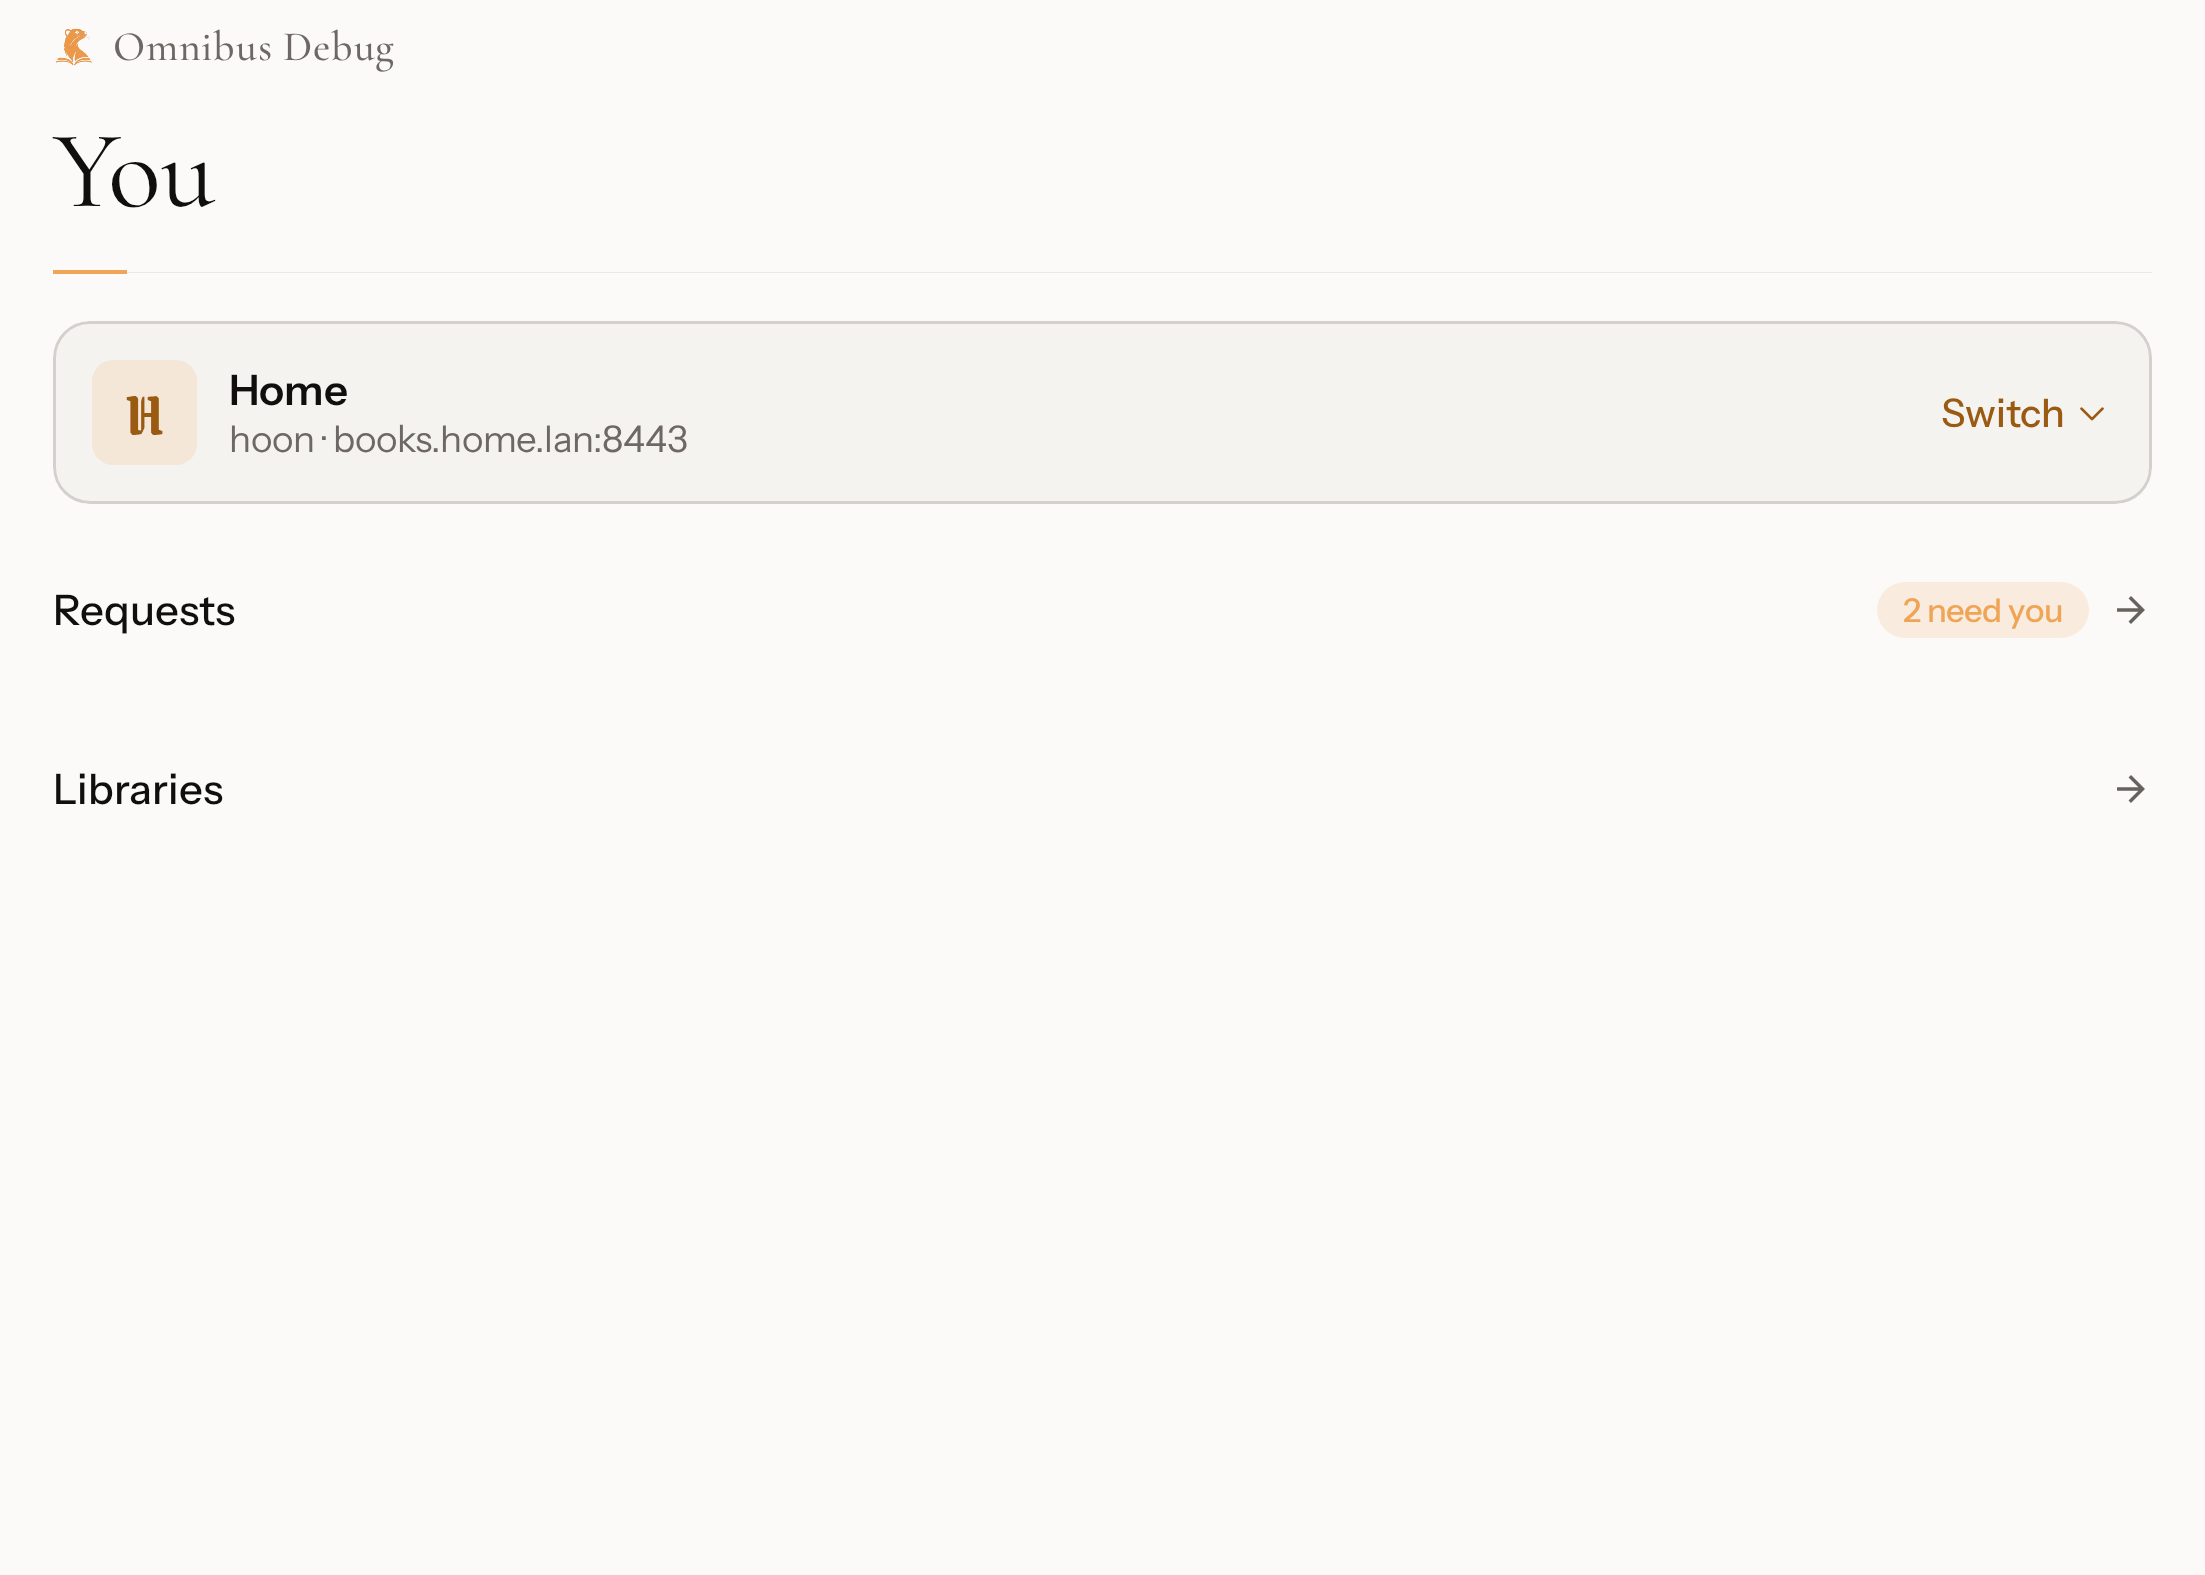 Omnibus Debug
You
H
Home
hoon · books.home.lan:8443
Switch
Requests
2 need you
Libraries